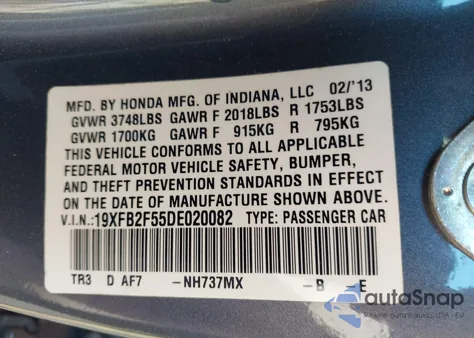 MFD. BY HONDA MFG. OF INDIANA, LLC 02/'13
GVWR 3748LBS GAWR F 2018LBS R 1753LBS
GVWR 1700KG GAWR F 915KG R 795KG
THIS VEHICLE CONFORMS TO ALL APPLICABLE
FEDERAL MOTOR VEHICLE SAFETY, BUMPER,
AND THEFT PREVENTION STANDARDS IN EFFECT
ON THE DATE OF MANUFACTURE SHOWN ABOVE.
V.I.N.:19XFB2F55DE020082 TYPE: PASSENGER CAR
TR3 D AF7 -NH737MX -B E
autoSnap